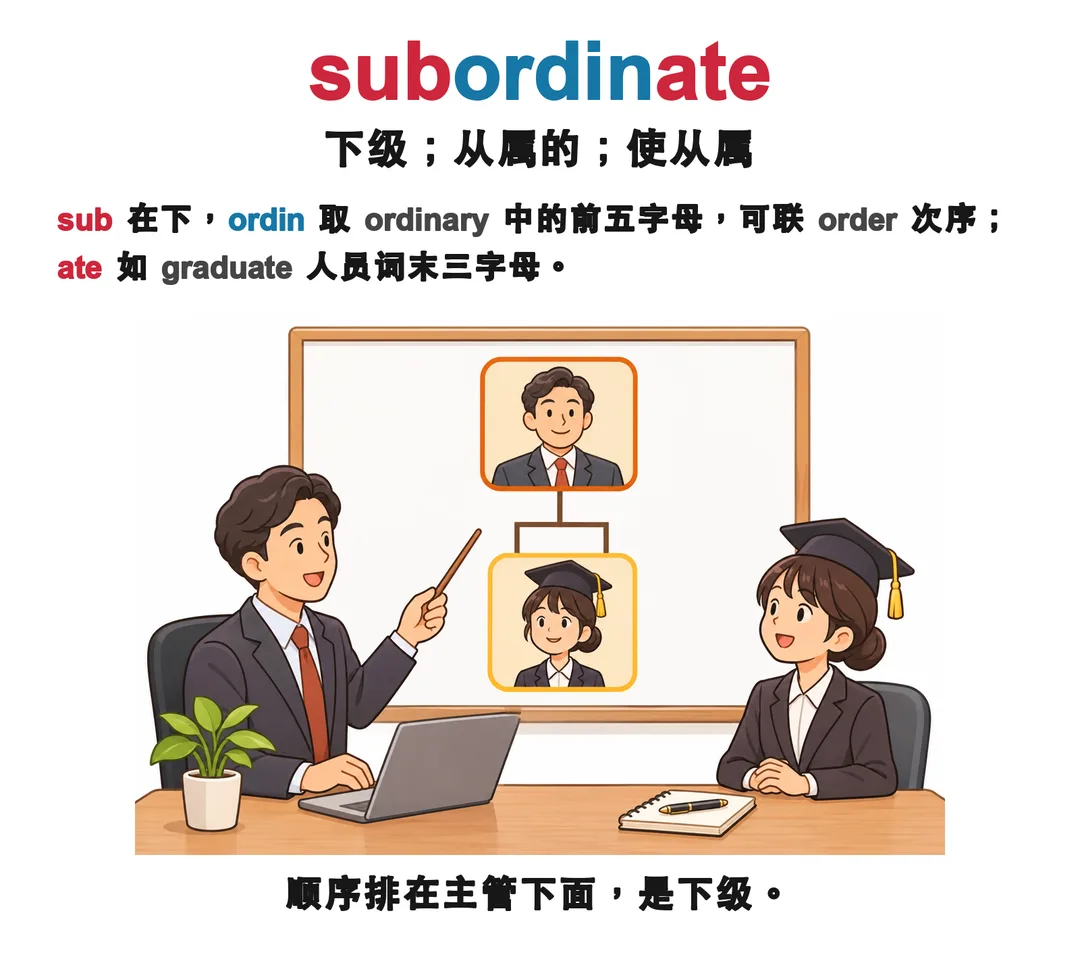 subordinate
下级；从属的；使从属
sub 在下，ordin 取 ordinary 中的前五字母，可联 order 次序；
ate 如 graduate 人员词末三字母。
顺序排在主管下面，是下级。